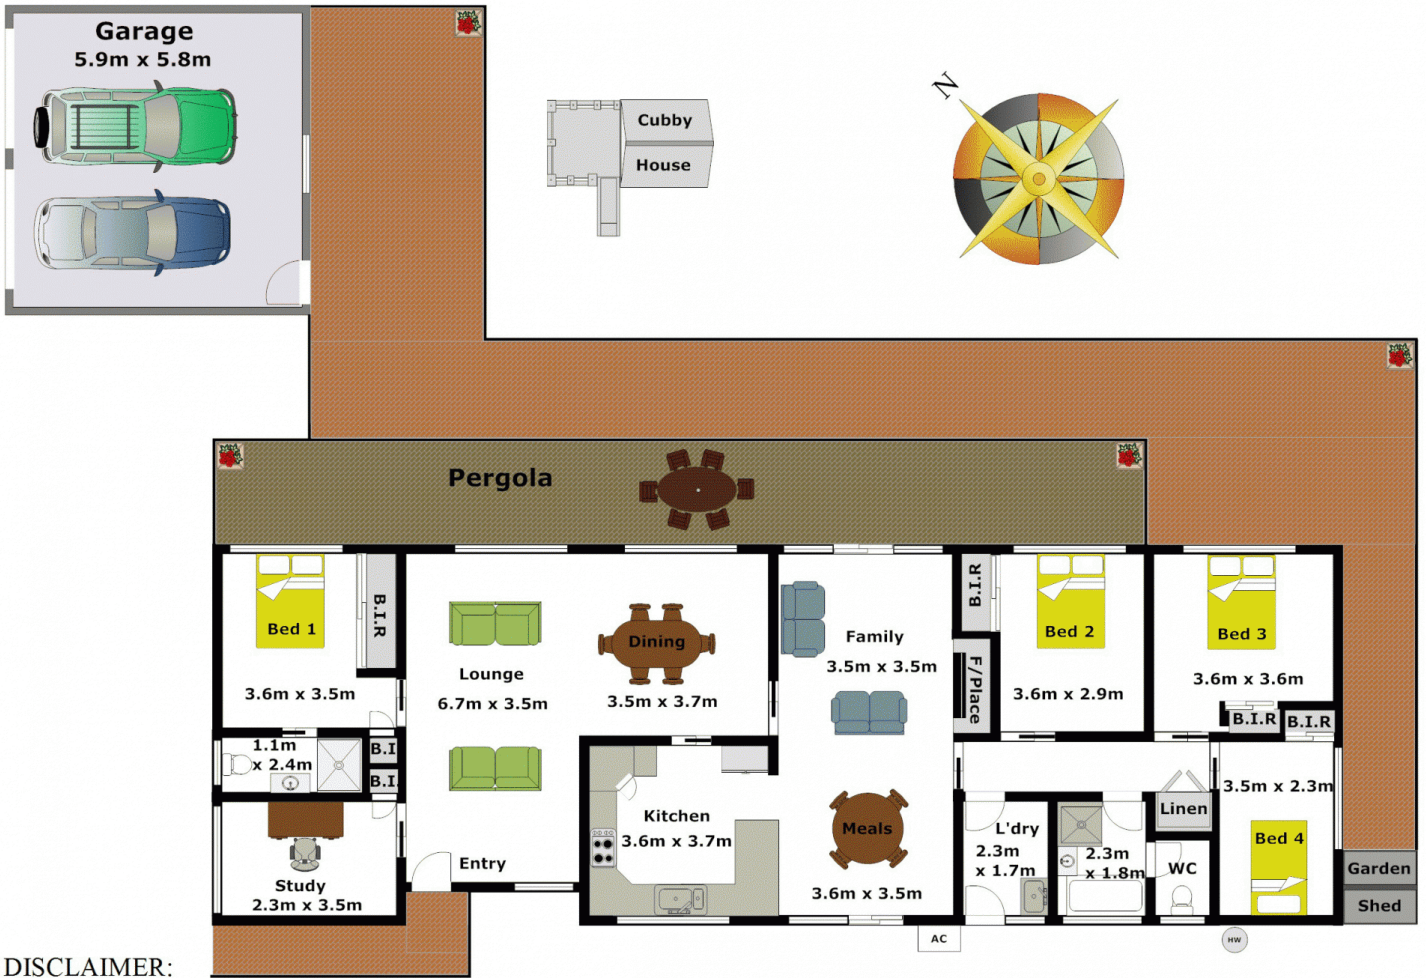 Garage
5.9m x 5.8m
N
Cubby
House
Pergola
Bed 1
B.I.R
3.6m x 3.5m
Lounge
6.7m x 3.5m
Dining
3.5m x 3.7m
Family
3.5m x 3.5m
B.I.R
F/Place
Bed 2
3.6m x 2.9m
Bed 3
3.6m x 3.6m
B.I.R
B.I.R
1.1m
x 2.4m
B.I
B.I.
Kitchen
3.6m x 3.7m
Meals
3.6m x 3.5m
Entry
Study
2.3m x 3.5m
L'dry
2.3m
x 1.7m
2.3m
x 1.8m
Linen
WC
3.5m x 2.3m
Bed 4
Garden
Shed
AC
HW
DISCLAIMER: